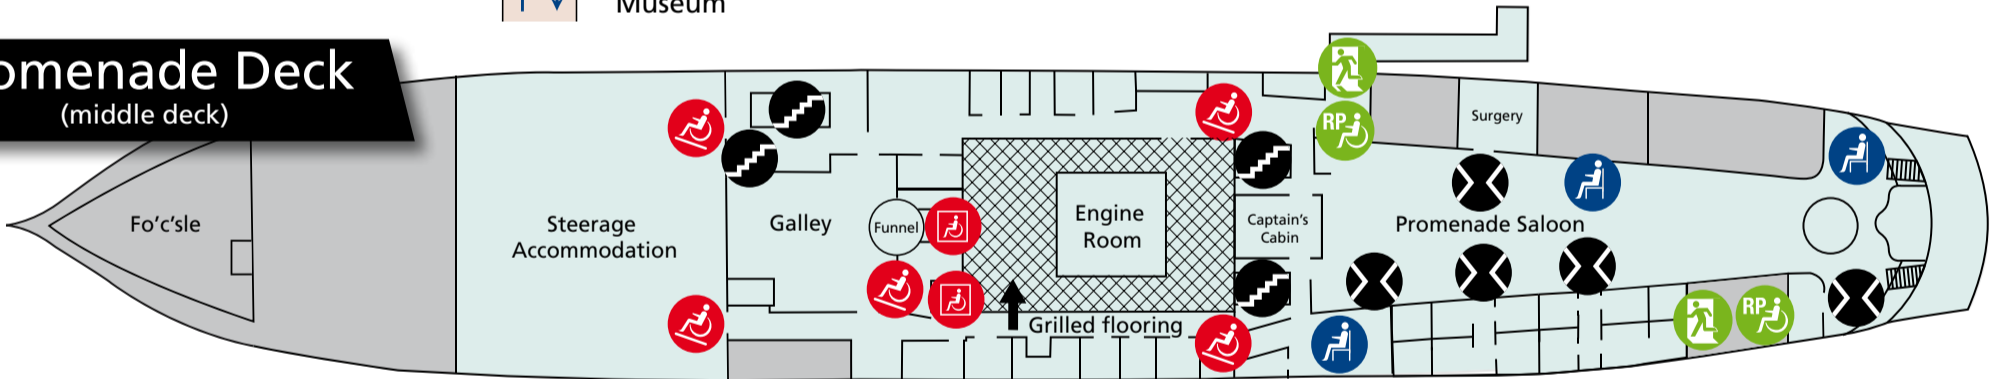 Museum
omenade Deck
(middle deck)
Fo'c'sle
Steerage
Accommodation
Galley
Funnel
Engine
Room
Grilled flooring
Captain's
Cabin
RP
Surgery
Promenade Saloon
RP